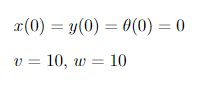 x(0) = y(0) = θ(0) = 0
v = 10, w = 10